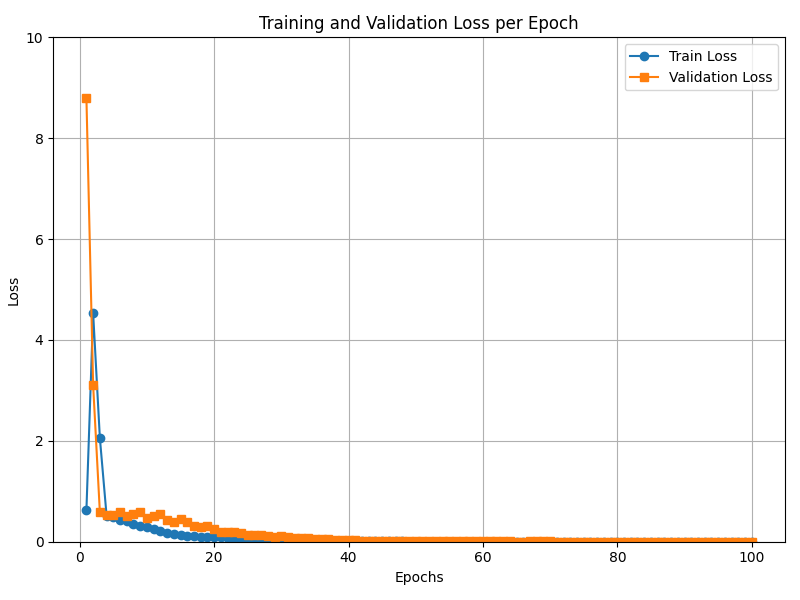 Training and Validation Loss per Epoch
Train Loss
Validation Loss
Loss
10
8
6
4
2
0
0 20 40 60 80 100
Epochs